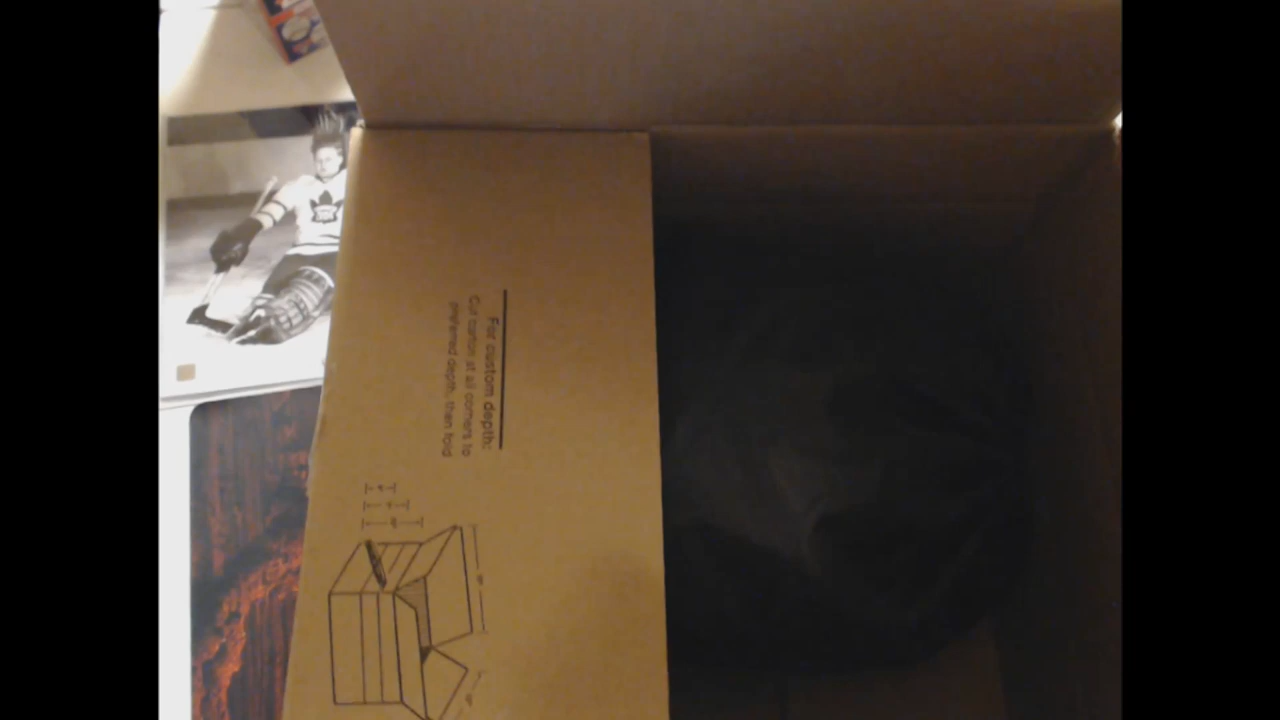 For custom depth:
Cut carton at all corners to
preferred depth, then fold